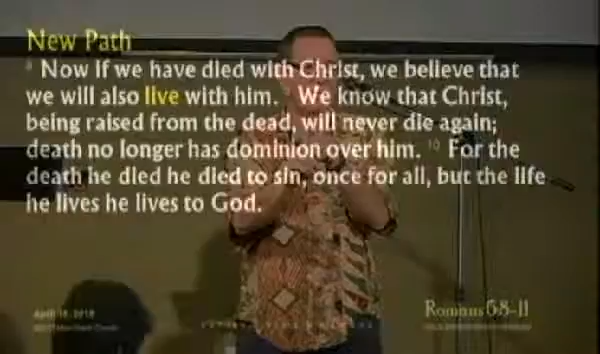 New Path
8 Now if we have died with Christ, we believe that
we will also live with him. We know that Christ,
being raised from the dead, will never die again;
death no longer has dominion over him. 10 For the
death he died he died to sin, once for all, but the life
he lives he lives to God.
Romans 6:8-11